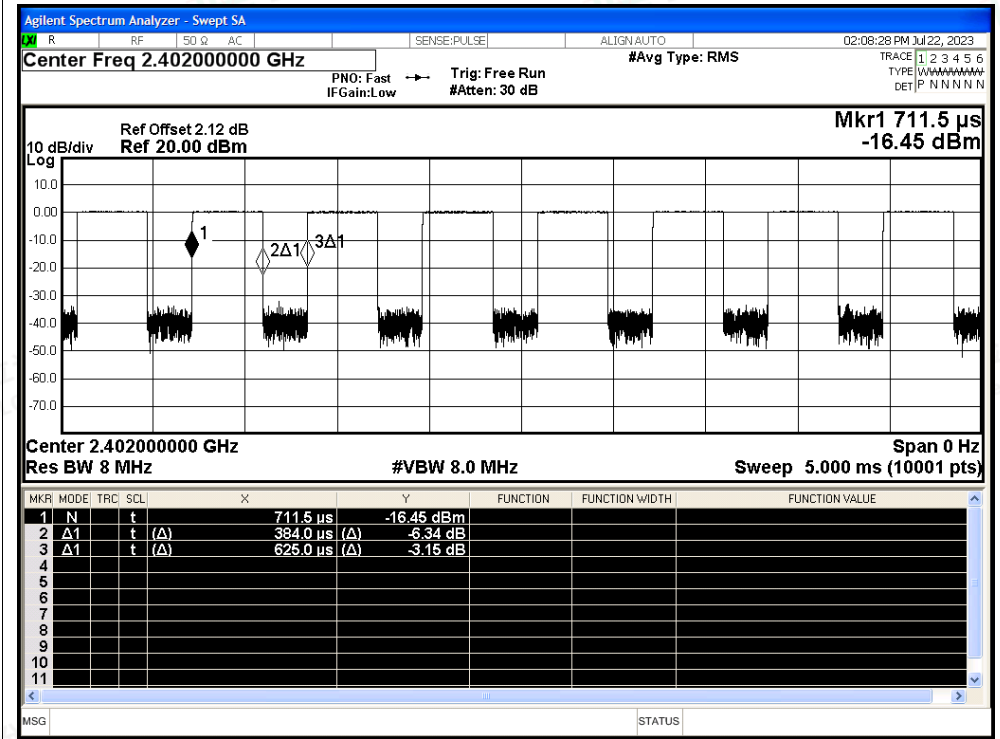 Agilent Spectrum Analyzer - Swept SA
LXI R RF 50 Ω AC SENSE:PULSE ALIGN AUTO 02:08:28 PM Jul 22, 2023
Center Freq 2.402000000 GHz #Avg Type: RMS TRACE 1 2 3 4 5 6
PNO: Fast Trig: Free Run TYPE WWWWWW
IFGain:Low #Atten: 30 dB DET P N N N N N
Mkr1 711.5 µs
Ref Offset 2.12 dB
10 dB/div Ref 20.00 dBm -16.45 dBm
Log
10.0
0.00
-10.0 1 2Δ1 3Δ1
-20.0
-30.0
-40.0
-50.0
-60.0
-70.0
Center 2.402000000 GHz Span 0 Hz
Res BW 8 MHz #VBW 8.0 MHz Sweep 5.000 ms (10001 pts)
MKR MODE TRC SCL X Y FUNCTION FUNCTION WIDTH FUNCTION VALUE
1 N t 711.5 µs -16.45 dBm
2 Δ1 t (Δ) 384.0 µs (Δ) -6.34 dB
3 Δ1 t (Δ) 625.0 µs (Δ) -3.15 dB
4
5
6
7
8
9
10
11
MSG STATUS